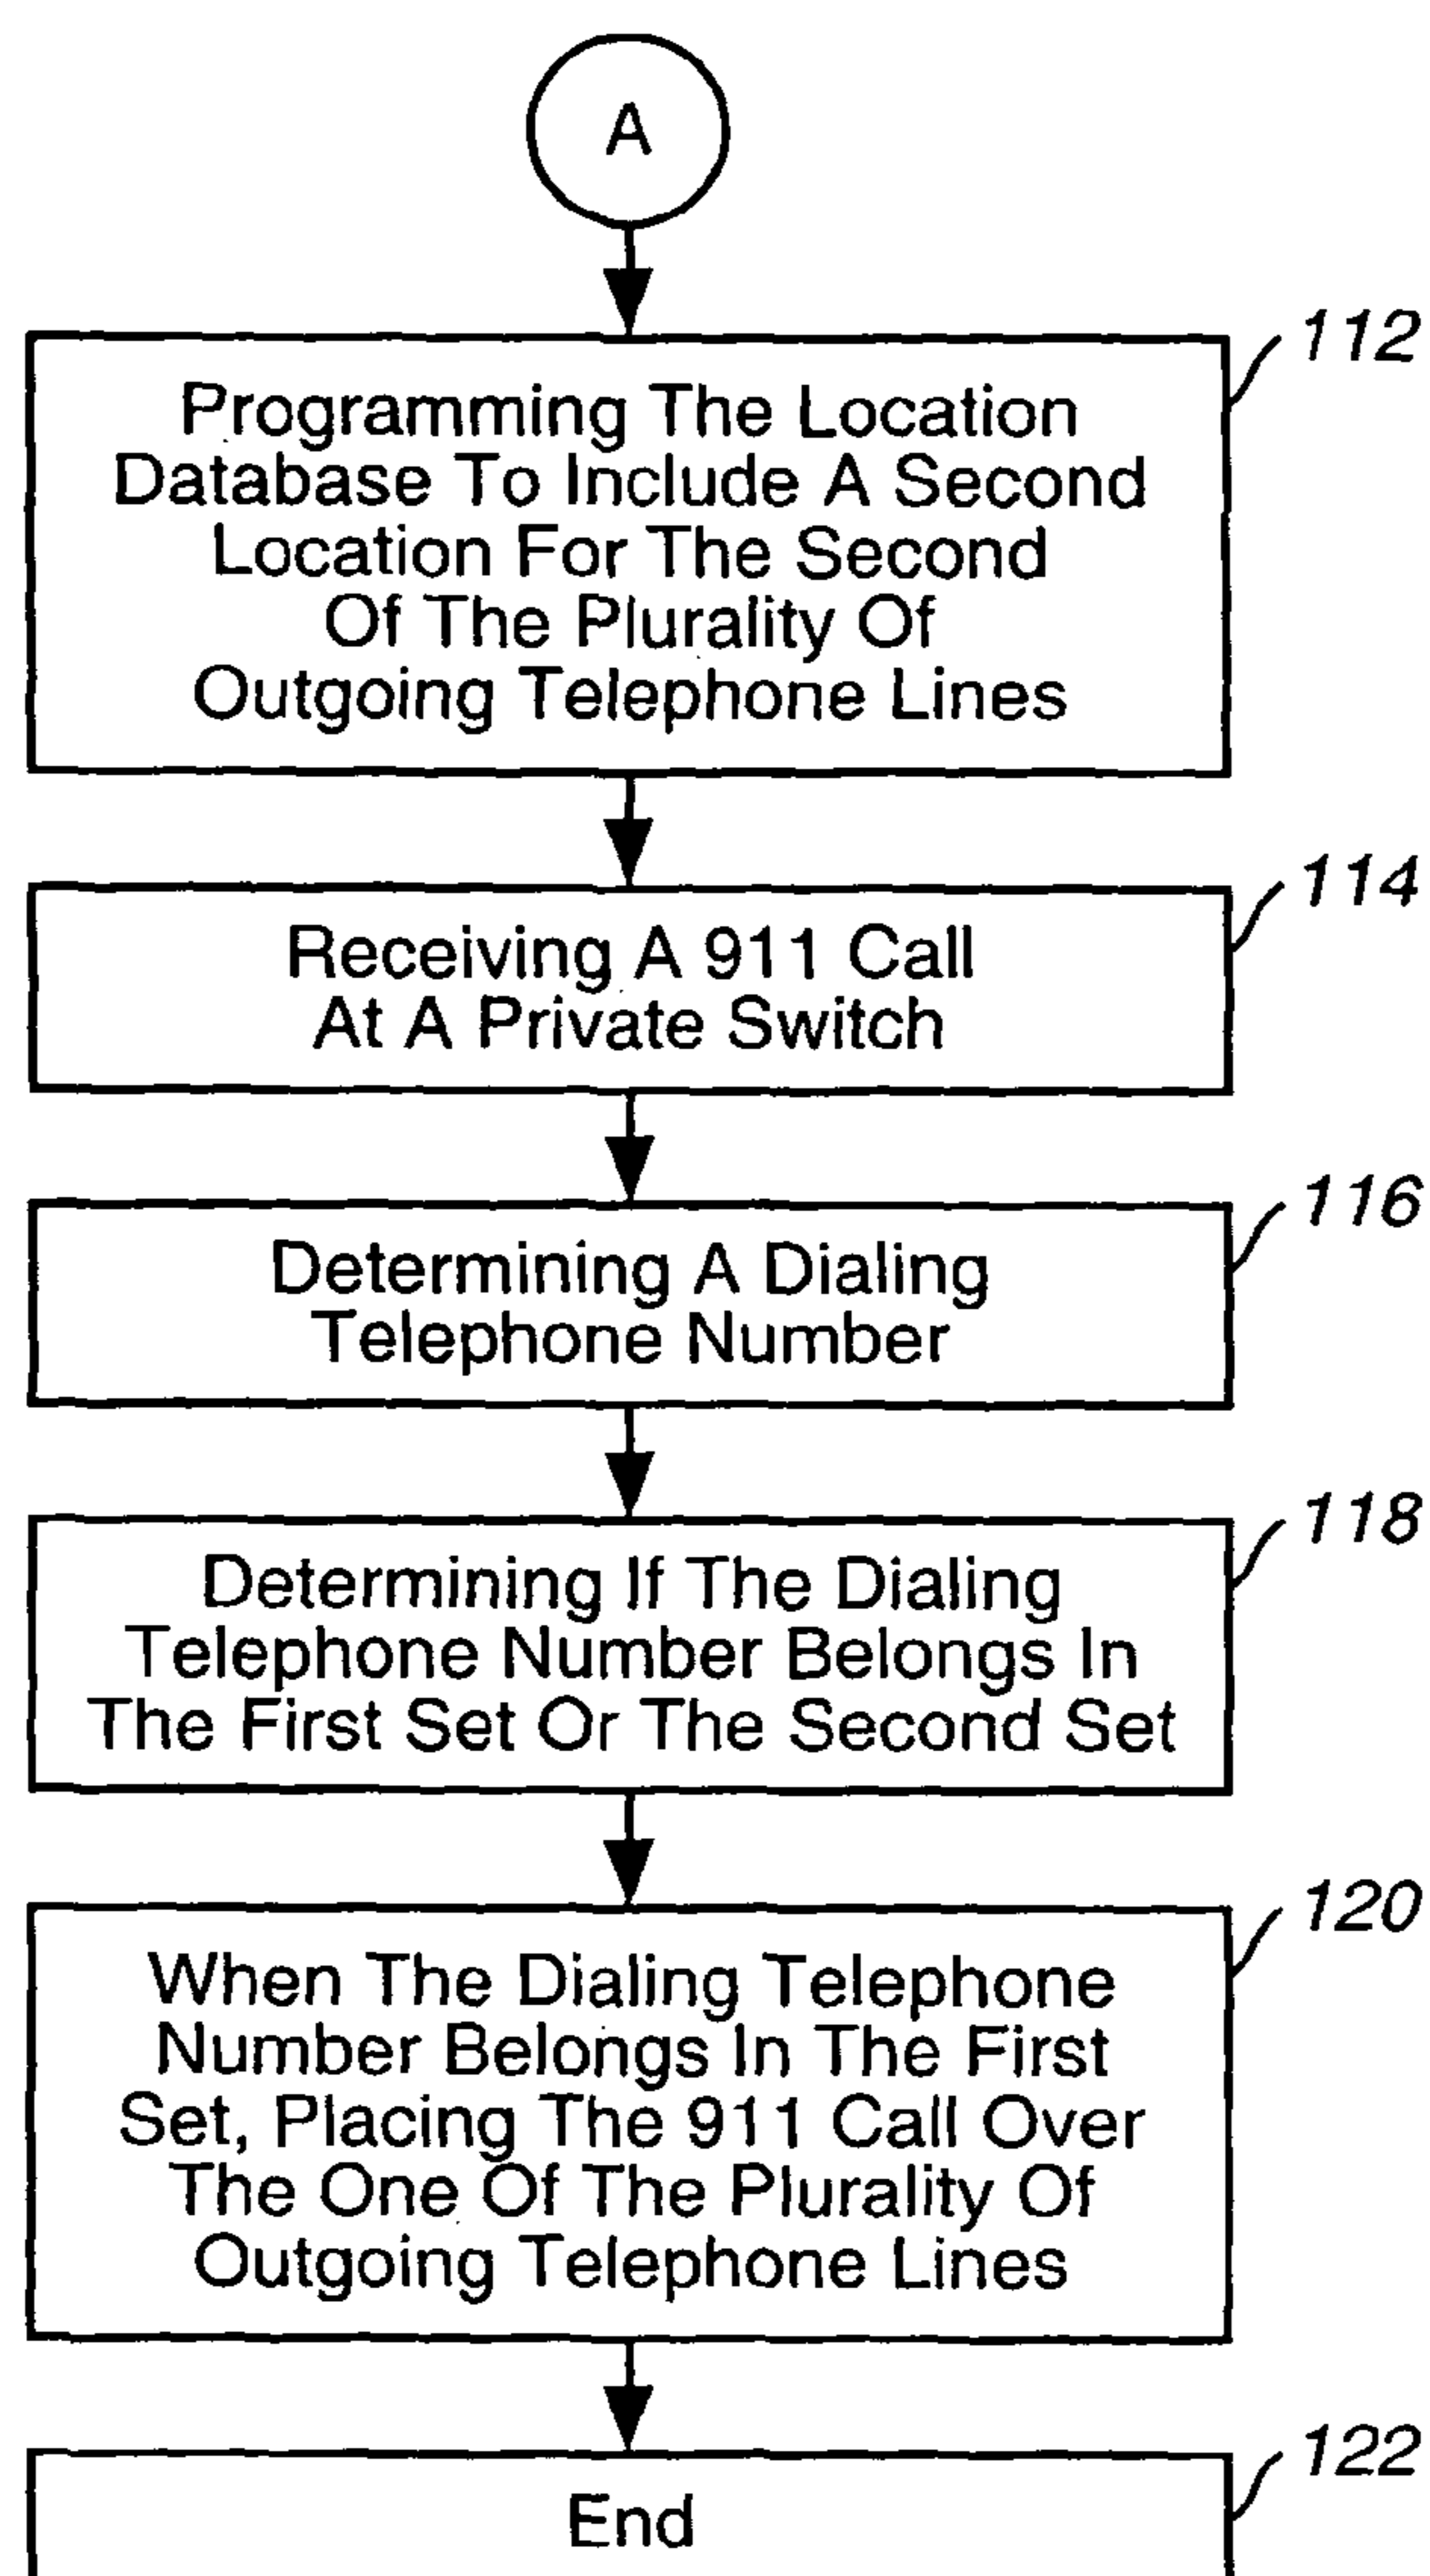 A
112
Programming The Location
Database To Include A Second
Location For The Second
Of The Plurality Of
Outgoing Telephone Lines
114
Receiving A 911 Call
At A Private Switch
116
Determining A Dialing
Telephone Number
118
Determining If The Dialing
Telephone Number Belongs In
The First Set Or The Second Set
120
When The Dialing Telephone
Number Belongs In The First
Set, Placing The 911 Call Over
The One Of The Plurality Of
Outgoing Telephone Lines
122
End